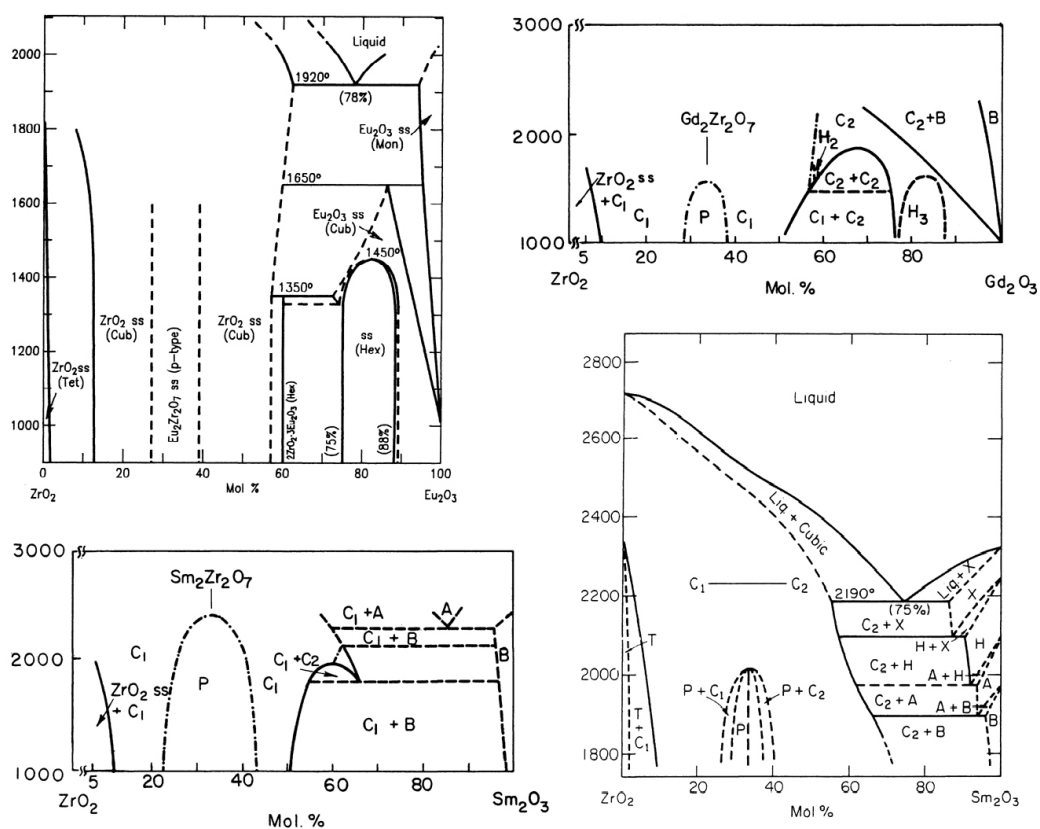 2000
1800
1600
1400
1200
1000
Liquid
1920°
(78%)
Eu₂O₃ ss
(Mon)
1650°
Eu₂O₃ ss
(Cub)
1450°
1350°
ZrO₂ ss
(Cub)
ZrO₂ ss
(Cub)
ss
(Hex)
ZrO₂ss
(Tet)
Eu₂Zr₂O₇ ss (p-type)
2ZrO₂·3Eu₂O₃ (Hex)
(75%)
(88%)
0 20 40 60 80 100
ZrO₂ Mol % Eu₂O₃
3000
2000
1000
Gd₂Zr₂O₇
C₂
C₂+B
B
H₂
ZrO₂ss
+C₁
C₁
P
C₁
C₂+C₂
C₁+C₂
H₃
5 20 40 60 80
ZrO₂ Mol. % Gd₂O₃
3000
2000
1000
Sm₂Zr₂O₇
C₁+A
A
C₁+B
C₁
C₁+C₂
B
P
C₁
ZrO₂ ss
+ C₁
C₁+B
5 20 40 60 80
ZrO₂ Mol. % Sm₂O₃
2800
2600
2400
2200
2000
1800
Liquid
Liq. + Cubic
Liq.+X
C₁ C₂
2190°
(75%)
X
C₂+X
H+X
H
C₂+H
A+H
A
T
P+C₁
P+C₂
C₂+A
A+B
B
P
C₂+B
T
+
C₁
0 20 40 60 80
ZrO₂ Mol % Sm₂O₃